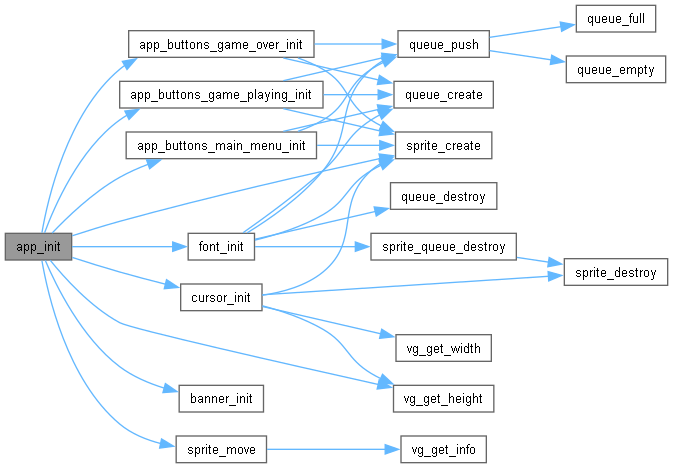 app_init
app_buttons_game_over_init
app_buttons_game_playing_init
app_buttons_main_menu_init
font_init
cursor_init
banner_init
sprite_move
queue_push
queue_create
sprite_create
queue_destroy
sprite_queue_destroy
vg_get_width
vg_get_height
vg_get_info
queue_full
queue_empty
sprite_destroy